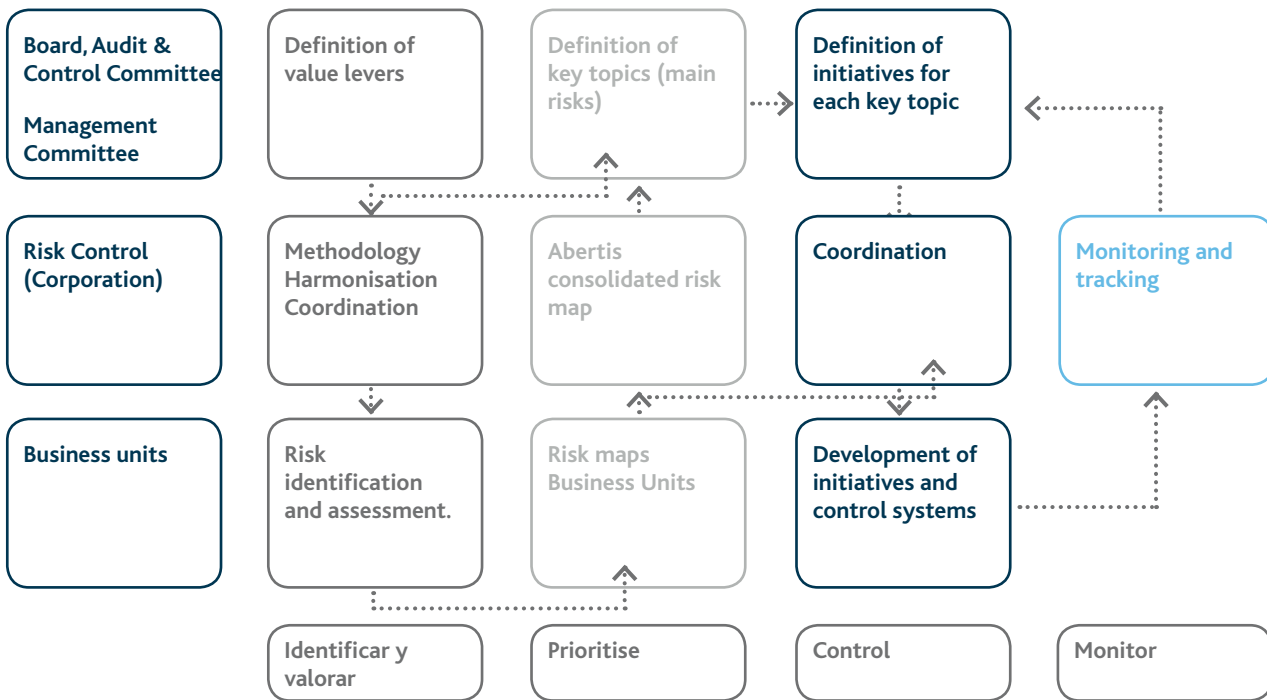 Board, Audit &
Control Committee
Management
Committee
Definition of
value levers
Definition of
key topics (main
risks)
Definition of
initiatives for
each key topic
Risk Control
(Corporation)
Methodology
Harmonisation
Coordination
Abertis
consolidated risk
map
Coordination
Monitoring and
tracking
Business units
Risk
identification
and assessment.
Risk maps
Business Units
Development of
initiatives and
control systems
Identificar y
valorar
Prioritise
Control
Monitor